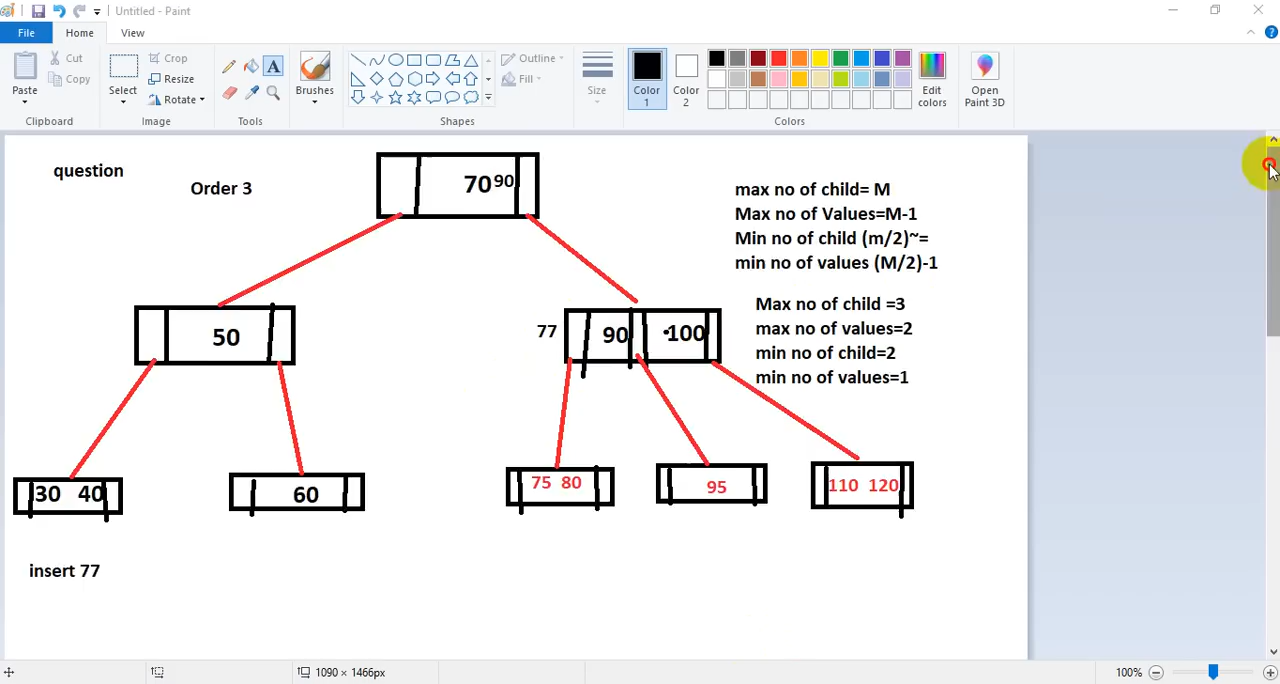 Untitled - Paint
File Home View
Paste
Cut
Copy
Clipboard
Select
Crop
Resize
Rotate
Image
A
Tools
Brushes
Outline
Fill
Shapes
Size
Color 1
Color 2
Edit colors
Colors
Open Paint 3D
question
Order 3
70 90
max no of child= M
Max no of Values=M-1
Min no of child (m/2)~=
min no of values (M/2)-1
50
77
90 100
Max no of child =3
max no of values=2
min no of child=2
min no of values=1
30 40
60
75 80
95
110 120
insert 77
1090 × 1466px
100%